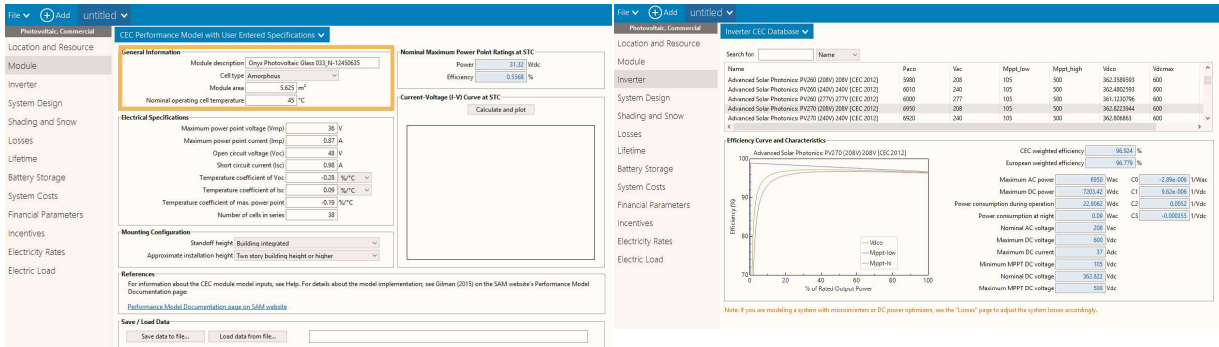 File Add untitled
Photovoltaic, Commercial
Location and Resource
Module
Inverter
System Design
Shading and Snow
Losses
Lifetime
Battery Storage
System Costs
Financial Parameters
Incentives
Electricity Rates
Electric Load
CEC Performance Model with User Entered Specifications
General Information
Module description Onyx Photovoltaic Glass 033_N-12450635
Cell type Amorphous
Module area 5.625 m²
Nominal operating cell temperature 45 °C
Nominal Maximum Power Point Ratings at STC
Power 31.32 Wdc
Efficiency 0.5568 %
Electrical Specifications
Maximum power point voltage (Vmp) 36 V
Maximum power point current (Imp) 0.87 A
Open circuit voltage (Voc) 48 V
Short circuit current (Isc) 0.98 A
Temperature coefficient of Voc -0.28 %/°C
Temperature coefficient of Isc 0.09 %/°C
Temperature coefficient of max. power point -0.19 %/°C
Number of cells in series 38
Current-Voltage (I-V) Curve at STC
Calculate and plot
Mounting Configuration
Standoff height Building integrated
Approximate installation height Two story building height or higher
References
For information about the CEC module model inputs, see Help. For details about the model implementation, see Gilman (2015) on the SAM website's Performance Model
Documentation page.
Performance Model Documentation page on SAM website
Save / Load Data
Save data to file... Load data from file...
File Add untitled
Photovoltaic, Commercial
Location and Resource
Module
Inverter
System Design
Shading and Snow
Losses
Lifetime
Battery Storage
System Costs
Financial Parameters
Incentives
Electricity Rates
Electric Load
Inverter CEC Database
Search for: Name
Name Paco Vac Mppt_low Mppt_high Vdco Vdcmax
Advanced Solar Photonics: PV260 (208V) 208V [CEC 2012] 5980 208 105 500 362.3589593 600
Advanced Solar Photonics: PV260 (240V) 240V [CEC 2012] 6010 240 105 500 362.4802593 600
Advanced Solar Photonics: PV260 (277V) 277V [CEC 2012] 6000 277 105 500 361.1230796 600
Advanced Solar Photonics: PV270 (208V) 208V [CEC 2012] 6950 208 105 500 362.8223944 600
Advanced Solar Photonics: PV270 (240V) 240V [CEC 2012] 6920 240 105 500 362.806863 600
Efficiency Curve and Characteristics
Advanced Solar Photonics: PV270 (208V) 208V [CEC 2012]
100
90
80
70
Efficiency (%)
Vdco
Mppt-low
Mppt-hi
0 20 40 60 80 100
% of Rated Output Power
CEC weighted efficiency 96.924 %
European weighted efficiency 96.779 %
Maximum AC power 6950 Wac C0 -2.89e-006 1/Wac
Maximum DC power 7203.42 Wdc C1 9.62e-006 1/Vdc
Power consumption during operation 22.9062 Wdc C2 0.0052 1/Vdc
Power consumption at night 0.09 Wac C3 -0.000355 1/Vdc
Nominal AC voltage 208 Vac
Maximum DC voltage 600 Vdc
Maximum DC current 37 Adc
Minimum MPPT DC voltage 105 Vdc
Nominal DC voltage 362.822 Vdc
Maximum MPPT DC voltage 500 Vdc
Note: If you are modeling a system with microinverters or DC power optimizers, see the "Losses" page to adjust the system losses accordingly.